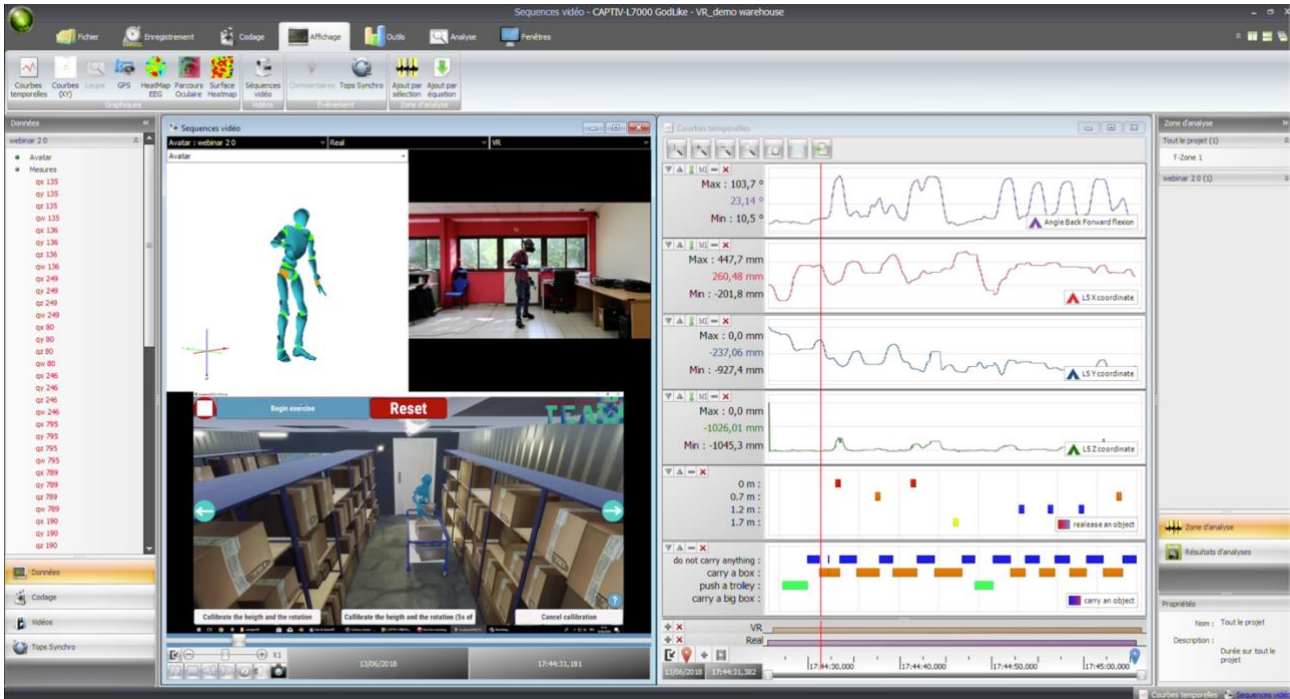 Sequences vidéo - CAPTIV-L7000 GodLike - VR_demo warehouse
Fichier
Enregistrement
Codage
Affichage
Outils
Analyse
Fenêtres
Courbes temporelles
Courbes (XY)
Loupe
GPS
HeatMap EEG
Parcours Oculaire
Surface Heatmap
Séquences vidéo
Commentaires
Tops Synchro
Ajout par sélection
Ajout par équation
Graphiques
Vidéos
Evénement
Zone d'analyse
Données
webinar 2 0
Avatar
Mesures
qx 135
qy 135
qz 135
qw 135
qx 136
qy 136
qz 136
qw 136
qx 249
qy 249
qz 249
qw 249
qx 80
qy 80
qz 80
qw 80
qx 246
qy 246
qz 246
qw 246
qx 795
qy 795
qz 795
qw 795
qx 789
qy 789
qz 789
qw 789
qx 190
qy 190
qz 190
Données
Codage
Vidéos
Tops Synchro
Sequences vidéo
Avatar : webinar 2 0
Real
VR
Avatar
Begin exercise
Reset
Callibrate the heigth and the rotation
Callibrate the heigth and the rotation (5s of
Cancel callibration
X1
13/06/2018
17:44:31,181
Courbes temporelles
Max : 103,7 °
23,14 °
Min : 10,5 °
Angle Back Forward flexion
Max : 447,7 mm
260,48 mm
Min : -201,8 mm
L5 X coordinate
Max : 0,0 mm
-237,06 mm
Min : -927,4 mm
L5 Y coordinate
Max : 0,0 mm
-1026,01 mm
Min : -1045,3 mm
L5 Z coordinate
0 m :
0.7 m :
1.2 m :
1.7 m :
realease an object
do not carry anything :
carry a box :
push a trolley :
carry a big box :
carry an object
VR
Real
13/06/2018
17:44:31,382
17:44:30,000
17:44:40,000
17:44:50,000
17:45:00,000
Zone d'analyse
Tout le projet (1)
T-Zone 1
webinar 2 0 (1)
Zone d'analyse
Résultats d'analyses
Propriétés
Nom : Tout le projet
Description :
Durée sur tout le
projet
Courbes temporelles
Sequences vidéo